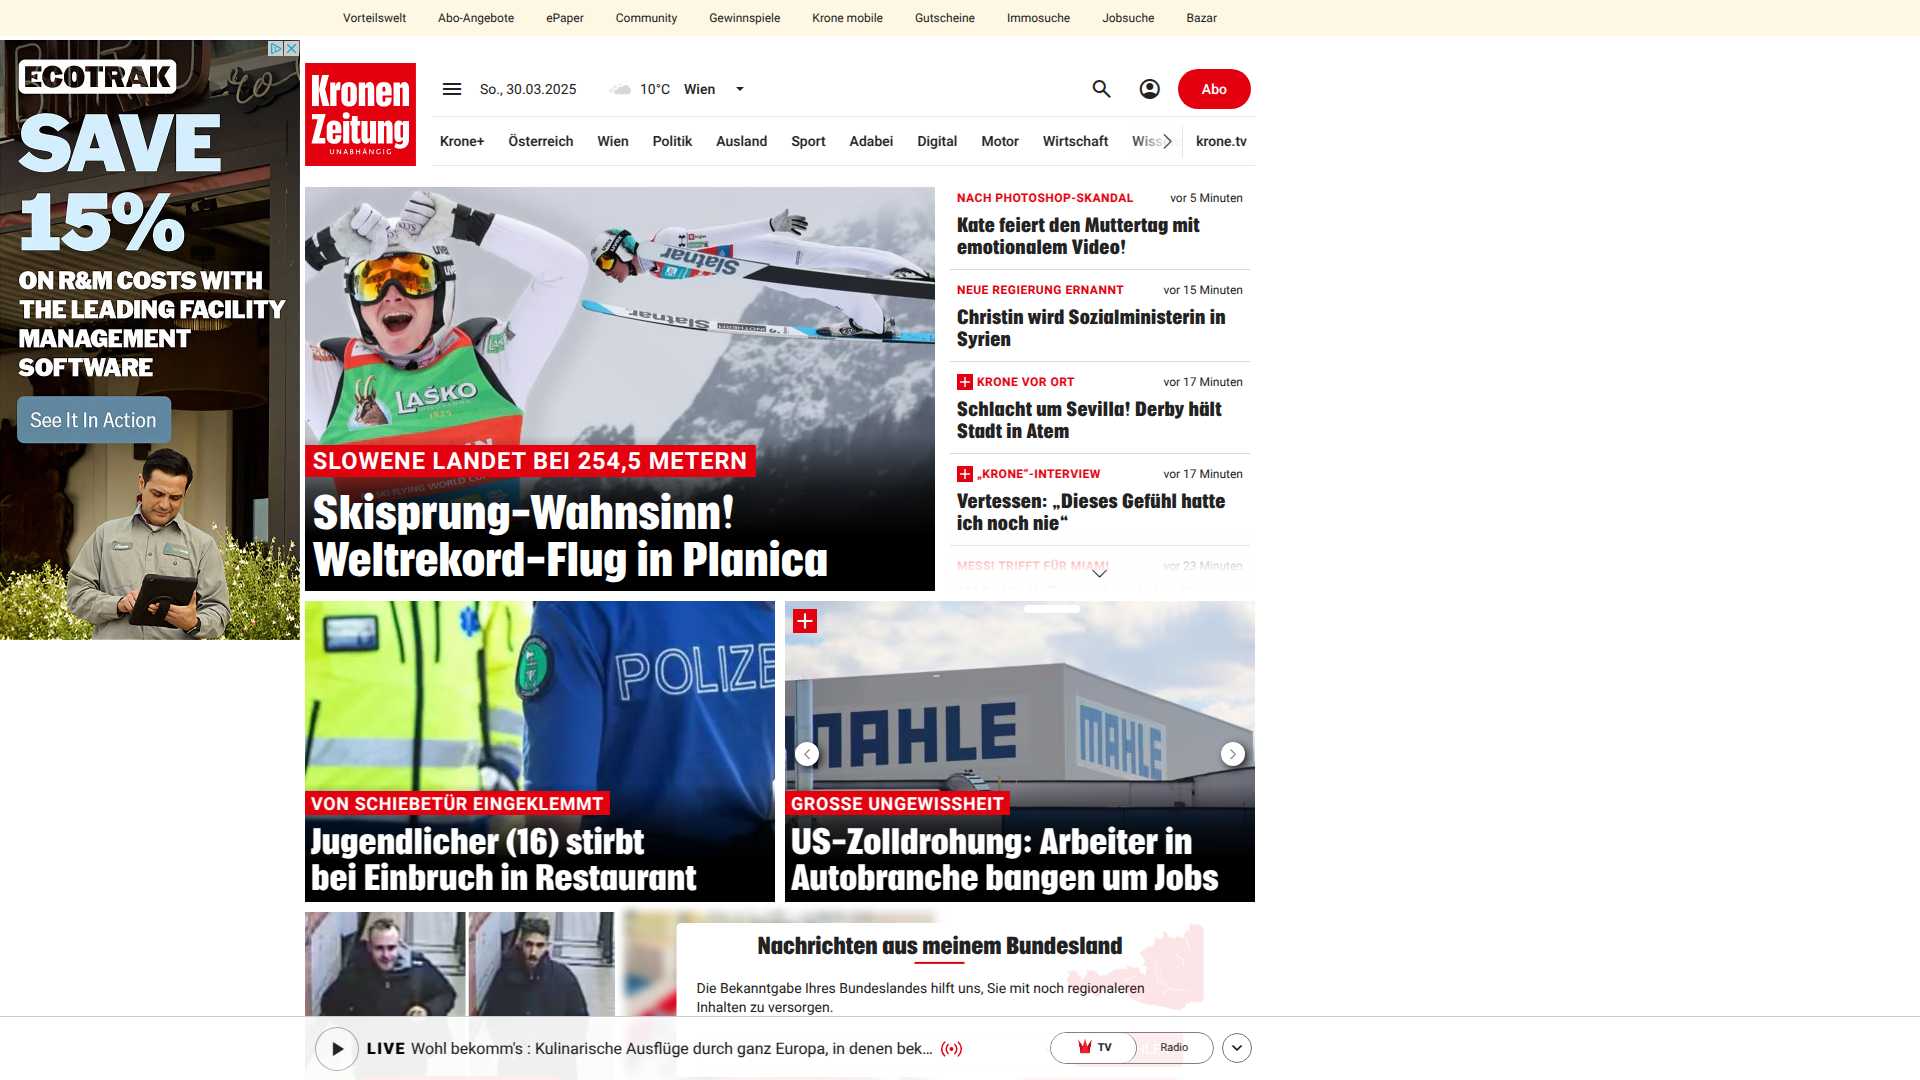 Vorteilswelt Abo-Angebote ePaper Community Gewinnspiele Krone mobile Gutscheine Immosuche Jobsuche Bazar
ECOTRAK
SAVE
15%
ON R&M COSTS WITH
THE LEADING FACILITY
MANAGEMENT
SOFTWARE
See It In Action
Kronen
Zeitung
UNABHÄNGIG
So., 30.03.2025 10°C Wien
Abo
Krone+ Österreich Wien Politik Ausland Sport Adabei Digital Motor Wirtschaft Wiss krone.tv
LAŠKO
1825
Slatnar
Slatnar
SLOWENE LANDET BEI 254,5 METERN
Skisprung-Wahnsinn!
Weltrekord-Flug in Planica
NACH PHOTOSHOP-SKANDAL vor 5 Minuten
Kate feiert den Muttertag mit
emotionalem Video!
NEUE REGIERUNG ERNANNT vor 15 Minuten
Christin wird Sozialministerin in
Syrien
KRONE VOR ORT vor 17 Minuten
Schlacht um Sevilla! Derby hält
Stadt in Atem
„KRONE“-INTERVIEW vor 17 Minuten
Vertessen: „Dieses Gefühl hatte
ich noch nie“
MESSI TRIFFT FÜR MIAMI vor 23 Minuten
POLIZE
VON SCHIEBETÜR EINGEKLEMMT
Jugendlicher (16) stirbt
bei Einbruch in Restaurant
MAHLE
MAHLE
GROSSE UNGEWISSHEIT
US-Zolldrohung: Arbeiter in
Autobranche bangen um Jobs
Nachrichten aus meinem Bundesland
Die Bekanntgabe Ihres Bundeslandes hilft uns, Sie mit noch regionaleren
Inhalten zu versorgen.
LIVE Wohl bekomm's : Kulinarische Ausflüge durch ganz Europa, in denen bek...
TV Radio